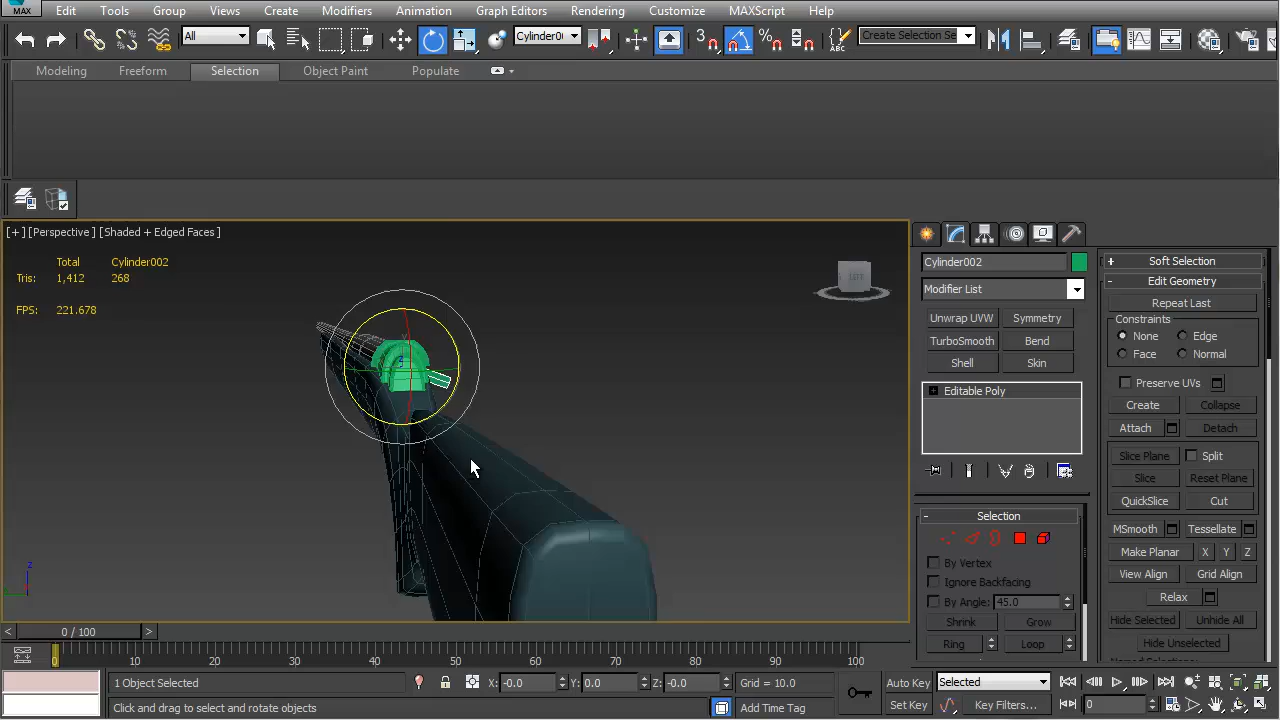 MAX Edit Tools Group Views Create Modifiers Animation Graph Editors Rendering Customize MAXScript Help
All Cylinder0 3 % ABC Create Selection Se
Modeling Freeform Selection Object Paint Populate
[+] [Perspective] [Shaded + Edged Faces]
Total Cylinder002
Tris: 1,412 268
FPS: 221.678
LEFT
z
Cylinder002
Modifier List
Unwrap UVW Symmetry
TurboSmooth Bend
Shell Skin
Editable Poly
- Selection
By Vertex
Ignore Backfacing
By Angle: 45.0
Shrink Grow
Ring Loop
+ Soft Selection
- Edit Geometry
Repeat Last
Constraints
None Edge
Face Normal
Preserve UVs
Create Collapse
Attach Detach
Slice Plane Split
Slice Reset Plane
QuickSlice Cut
MSmooth Tessellate
Make Planar X Y Z
View Align Grid Align
Relax
Hide Selected Unhide All
Hide Unselected
< 0 / 100 >
0 10 20 30 40 50 60 70 80 90 100
1 Object Selected X: -0.0 Y: 0.0 Z: -0.0 Grid = 10.0 Auto Key Selected
Click and drag to select and rotate objects Add Time Tag Set Key Key Filters... 0